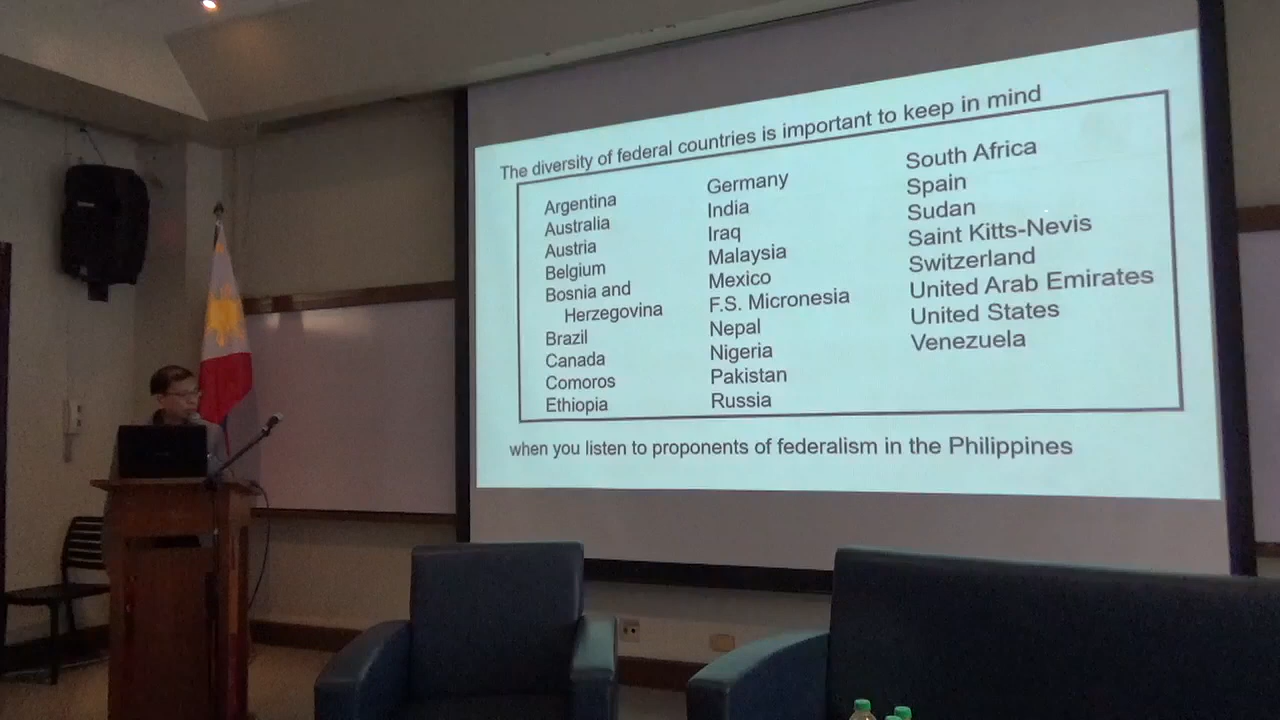 The diversity of federal countries is important to keep in mind
Argentina
Australia
Austria
Belgium
Bosnia and
Herzegovina
Brazil
Canada
Comoros
Ethiopia
Germany
India
Iraq
Malaysia
Mexico
F.S. Micronesia
Nepal
Nigeria
Pakistan
Russia
South Africa
Spain
Sudan
Saint Kitts-Nevis
Switzerland
United Arab Emirates
United States
Venezuela
when you listen to proponents of federalism in the Philippines